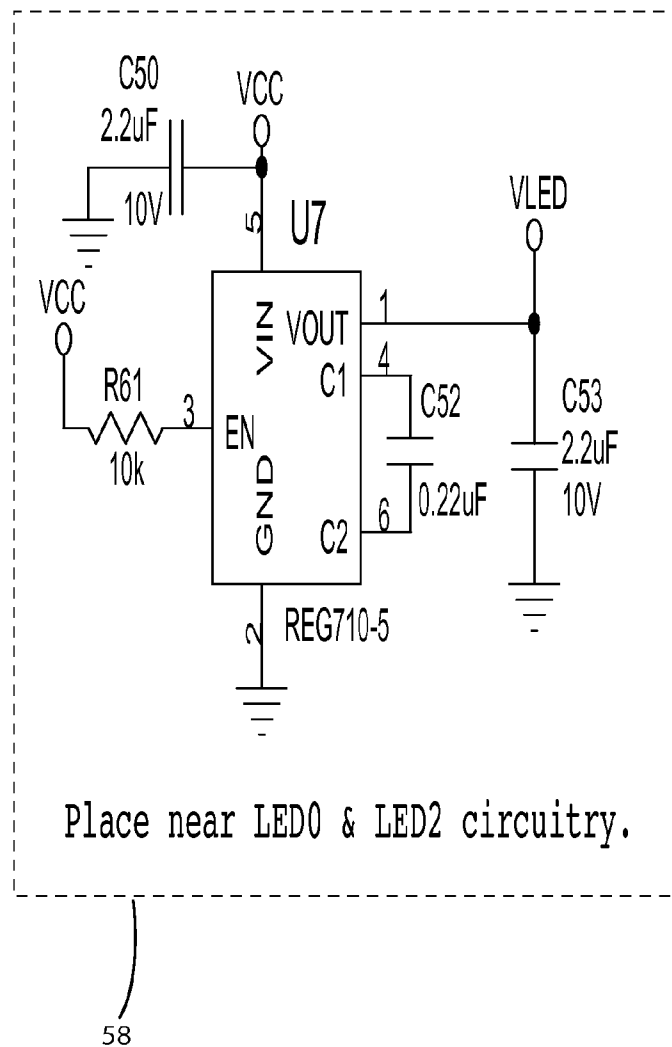 C50
2.2uF
10V
VCC
5
U7
VLED
VCC
R61
10k
3
EN
VIN
VOUT
1
C1
4
C52
0.22uF
C53
2.2uF
10V
GND
C2
6
2
REG710-5
Place near LED0 & LED2 circuitry.
58